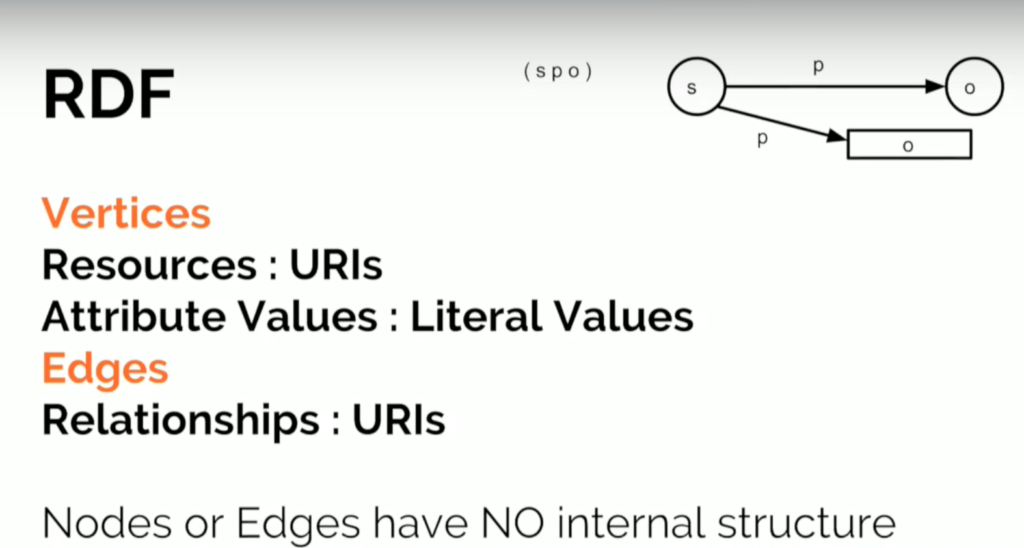 RDF
( s p o )
s
p
o
p
o
Vertices
Resources : URIs
Attribute Values : Literal Values
Edges
Relationships : URIs
Nodes or Edges have NO internal structure